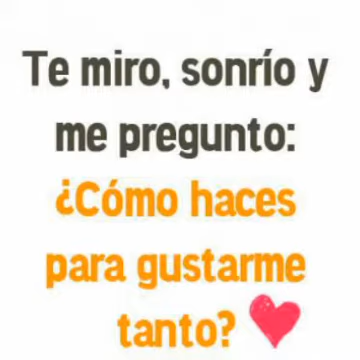 Te miro, sonrío y
me pregunto:
¿Cómo haces
para gustarme
tanto?